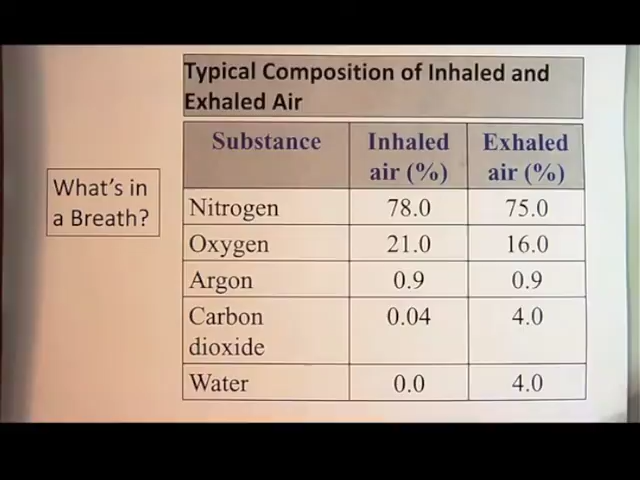 Typical Composition of Inhaled and
Exhaled Air
What's in
a Breath?
Substance Inhaled air (%) Exhaled air (%)
Nitrogen 78.0 75.0
Oxygen 21.0 16.0
Argon 0.9 0.9
Carbon dioxide 0.04 4.0
Water 0.0 4.0